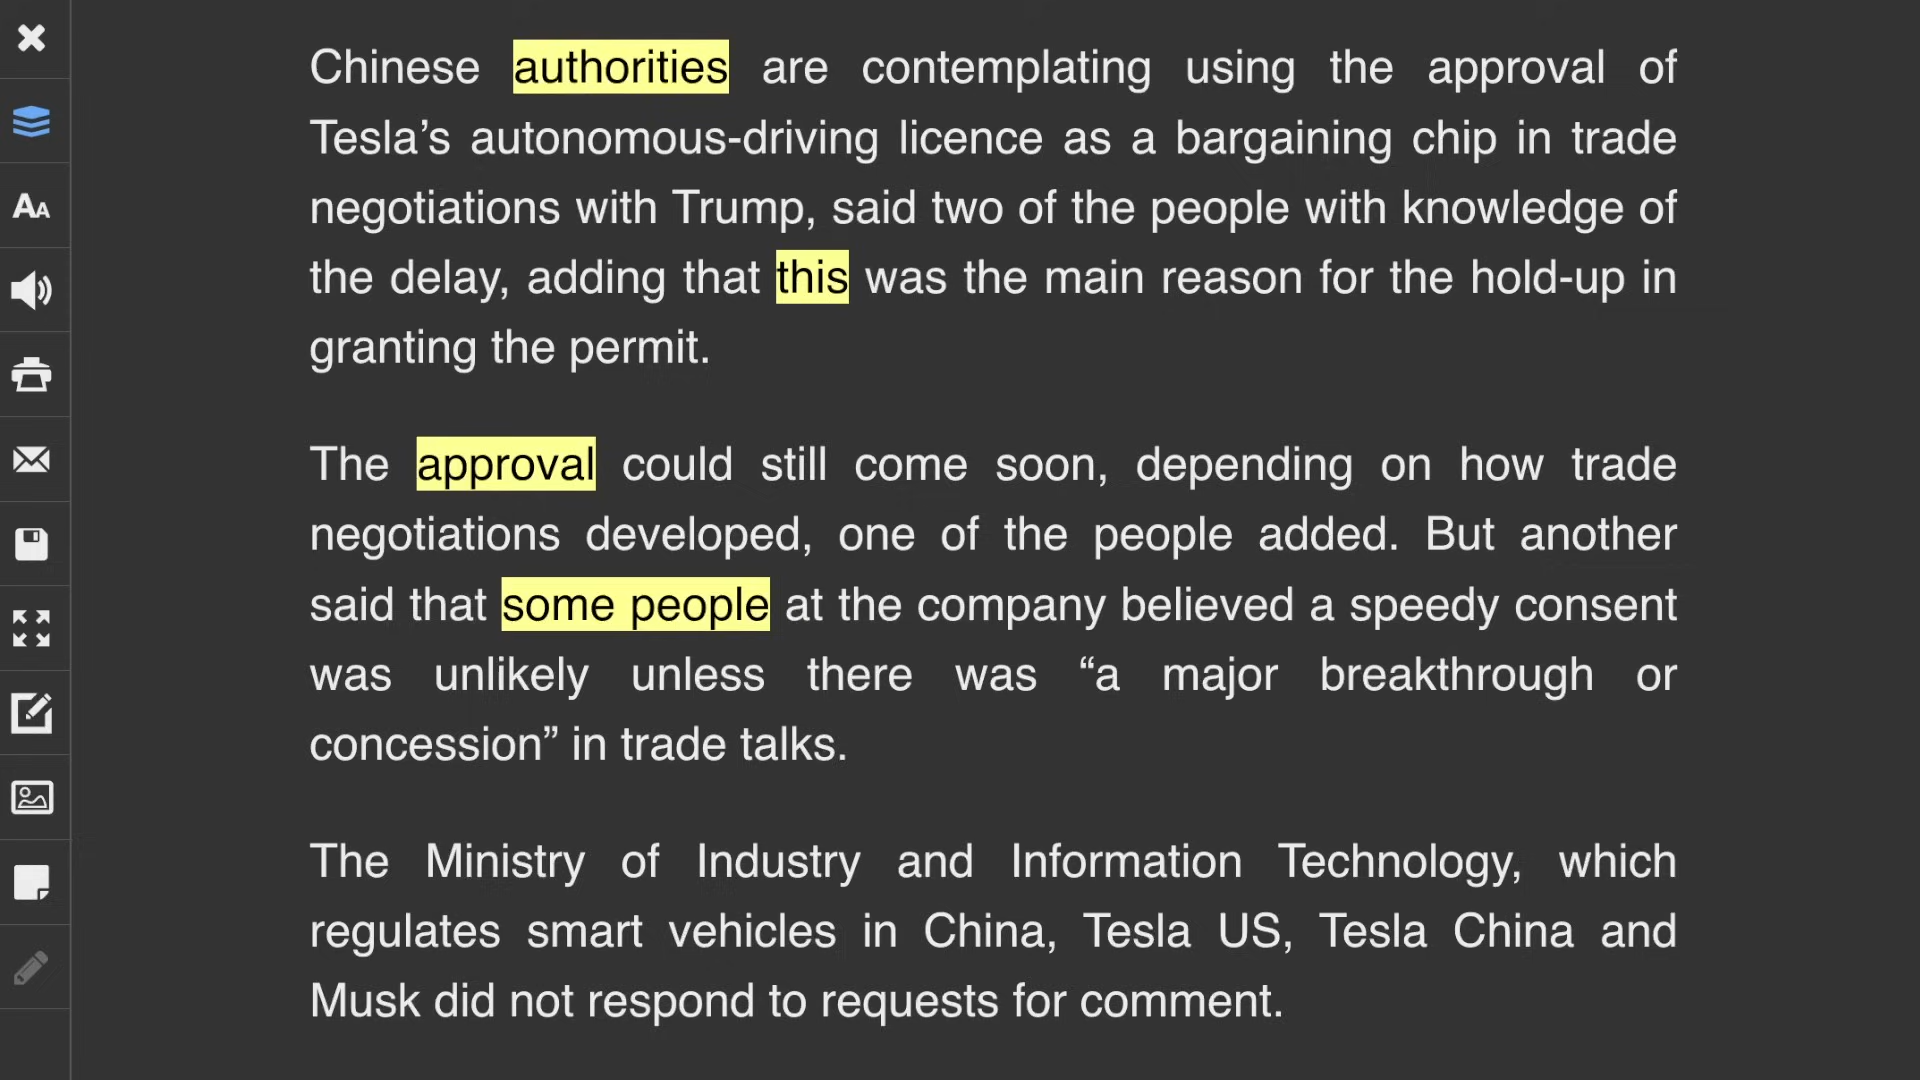 Chinese authorities are contemplating using the approval of
Tesla’s autonomous-driving licence as a bargaining chip in trade
negotiations with Trump, said two of the people with knowledge of
the delay, adding that this was the main reason for the hold-up in
granting the permit.
The approval could still come soon, depending on how trade
negotiations developed, one of the people added. But another
said that some people at the company believed a speedy consent
was unlikely unless there was “a major breakthrough or
concession” in trade talks.
The Ministry of Industry and Information Technology, which
regulates smart vehicles in China, Tesla US, Tesla China and
Musk did not respond to requests for comment.